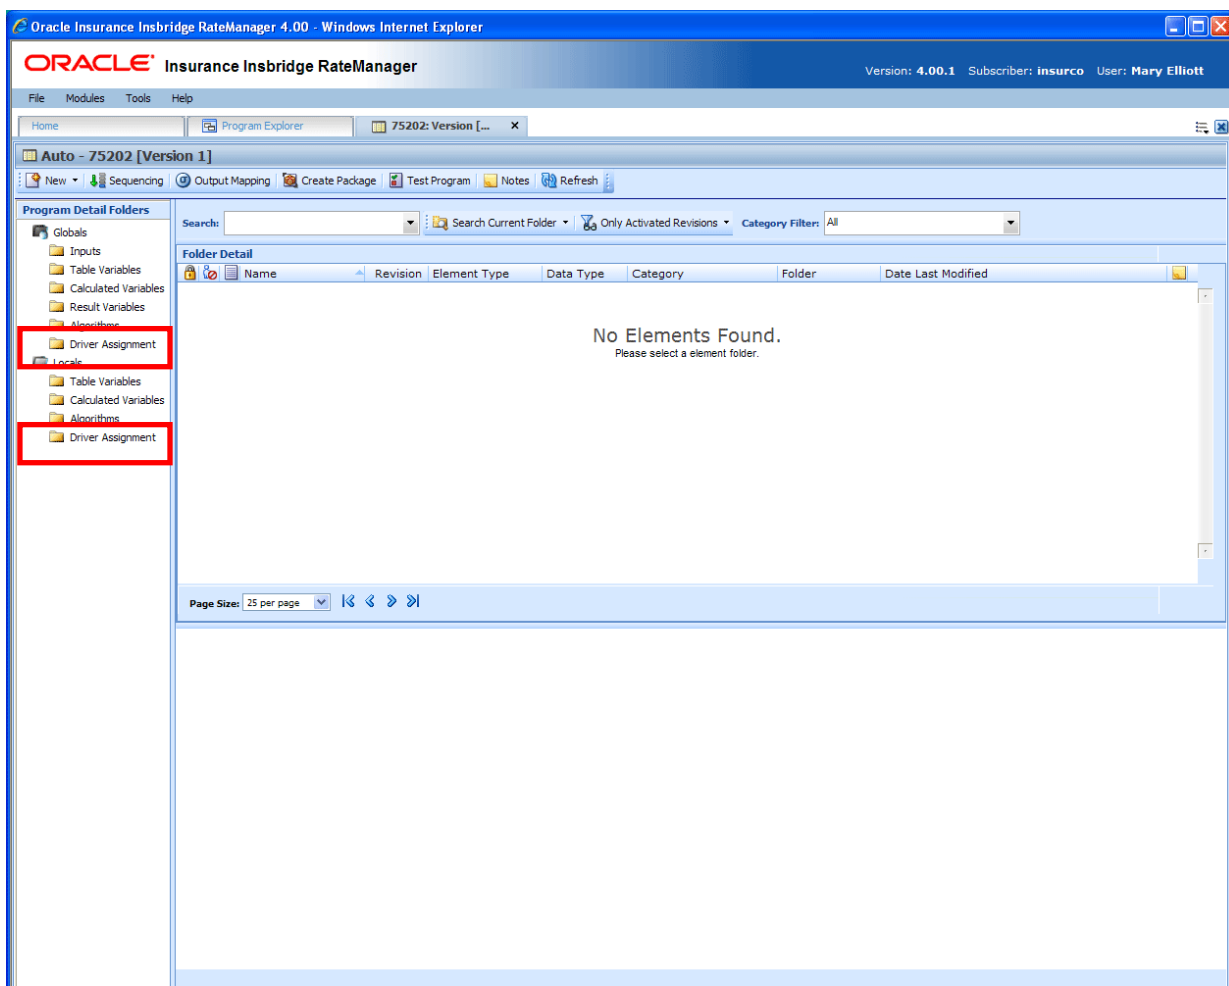 Oracle Insurance Insbridge RateManager 4.00 - Windows Internet Explorer
ORACLE Insurance Insbridge RateManager
Version: 4.00.1 Subscriber: insurco User: Mary Elliott
File Modules Tools Help
Home Program Explorer 75202: Version [... X
Auto - 75202 [Version 1]
New Sequencing Output Mapping Create Package Test Program Notes Refresh
Program Detail Folders
Globals
Inputs
Table Variables
Calculated Variables
Result Variables
Algorithms
Driver Assignment
Locals
Table Variables
Calculated Variables
Algorithms
Driver Assignment
Search: Search Current Folder Only Activated Revisions Category Filter: All
Folder Detail
Name Revision Element Type Data Type Category Folder Date Last Modified
No Elements Found.
Please select a element folder.
Page Size: 25 per page